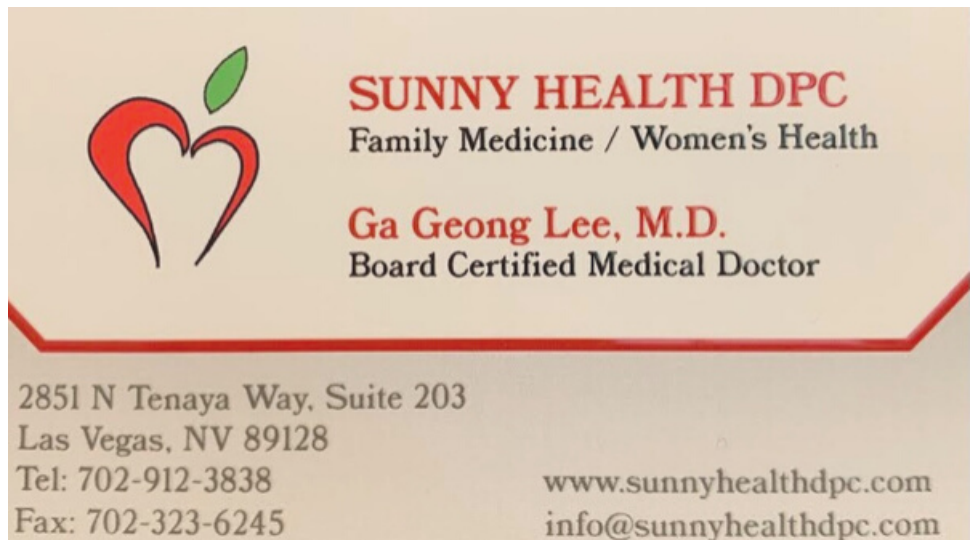 SUNNY HEALTH DPC
Family Medicine / Women's Health
Ga Geong Lee, M.D.
Board Certified Medical Doctor
2851 N Tenaya Way, Suite 203
Las Vegas, NV 89128
Tel: 702-912-3838
Fax: 702-323-6245
www.sunnyhealthdpc.com
info@sunnyhealthdpc.com